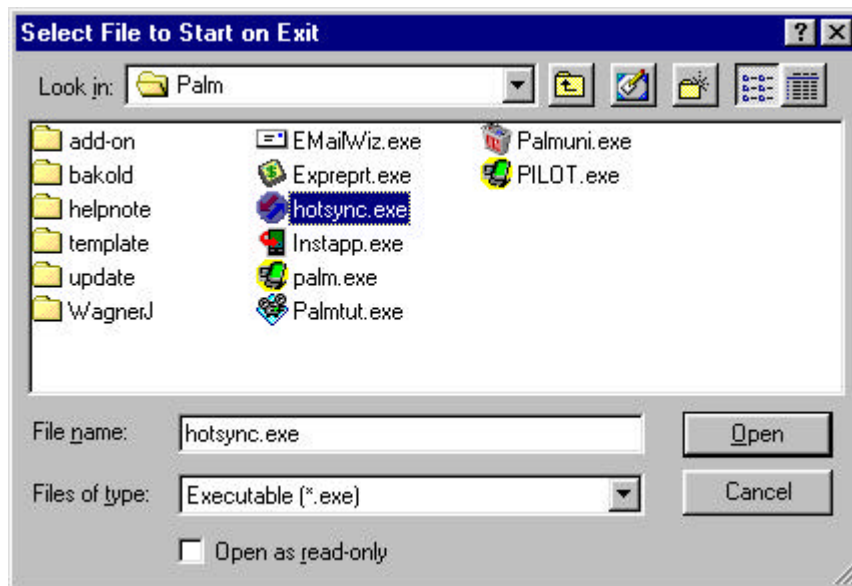 Select File to Start on Exit
Look in: Palm
add-on EMailWiz.exe Palmuni.exe
bakold Expreprt.exe PILOT.exe
helpnote hotsync.exe
template Instapp.exe
update palm.exe
WagnerJ Palmtut.exe
File name: hotsync.exe Open
Files of type: Executable (*.exe) Cancel
Open as read-only